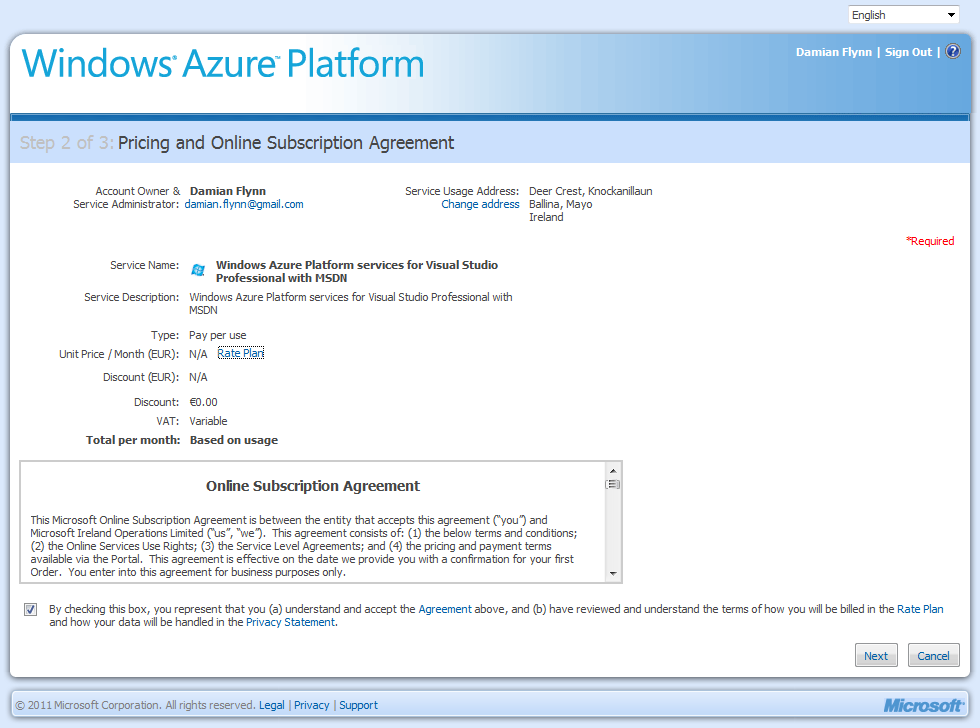 English
Windows® Azure™ Platform
Damian Flynn | Sign Out | ?
Step 2 of 3: Pricing and Online Subscription Agreement
Account Owner & Service Administrator: Damian Flynn
damian.flynn@gmail.com
Service Usage Address: Deer Crest, Knockanillaun
Change address Ballina, Mayo
Ireland
*Required
Service Name: Windows Azure Platform services for Visual Studio
Professional with MSDN
Service Description: Windows Azure Platform services for Visual Studio Professional with
MSDN
Type: Pay per use
Unit Price / Month (EUR): N/A Rate Plan
Discount (EUR): N/A
Discount: €0.00
VAT: Variable
Total per month: Based on usage
Online Subscription Agreement
This Microsoft Online Subscription Agreement is between the entity that accepts this agreement (“you”) and
Microsoft Ireland Operations Limited (“us”, “we”). This agreement consists of: (1) the below terms and conditions;
(2) the Online Services Use Rights; (3) the Service Level Agreements; and (4) the pricing and payment terms
available via the Portal. This agreement is effective on the date we provide you with a confirmation for your first
Order. You enter into this agreement for business purposes only.
By checking this box, you represent that you (a) understand and accept the Agreement above, and (b) have reviewed and understand the terms of how you will be billed in the Rate Plan
and how your data will be handled in the Privacy Statement.
Next Cancel
© 2011 Microsoft Corporation. All rights reserved. Legal | Privacy | Support
Microsoft®